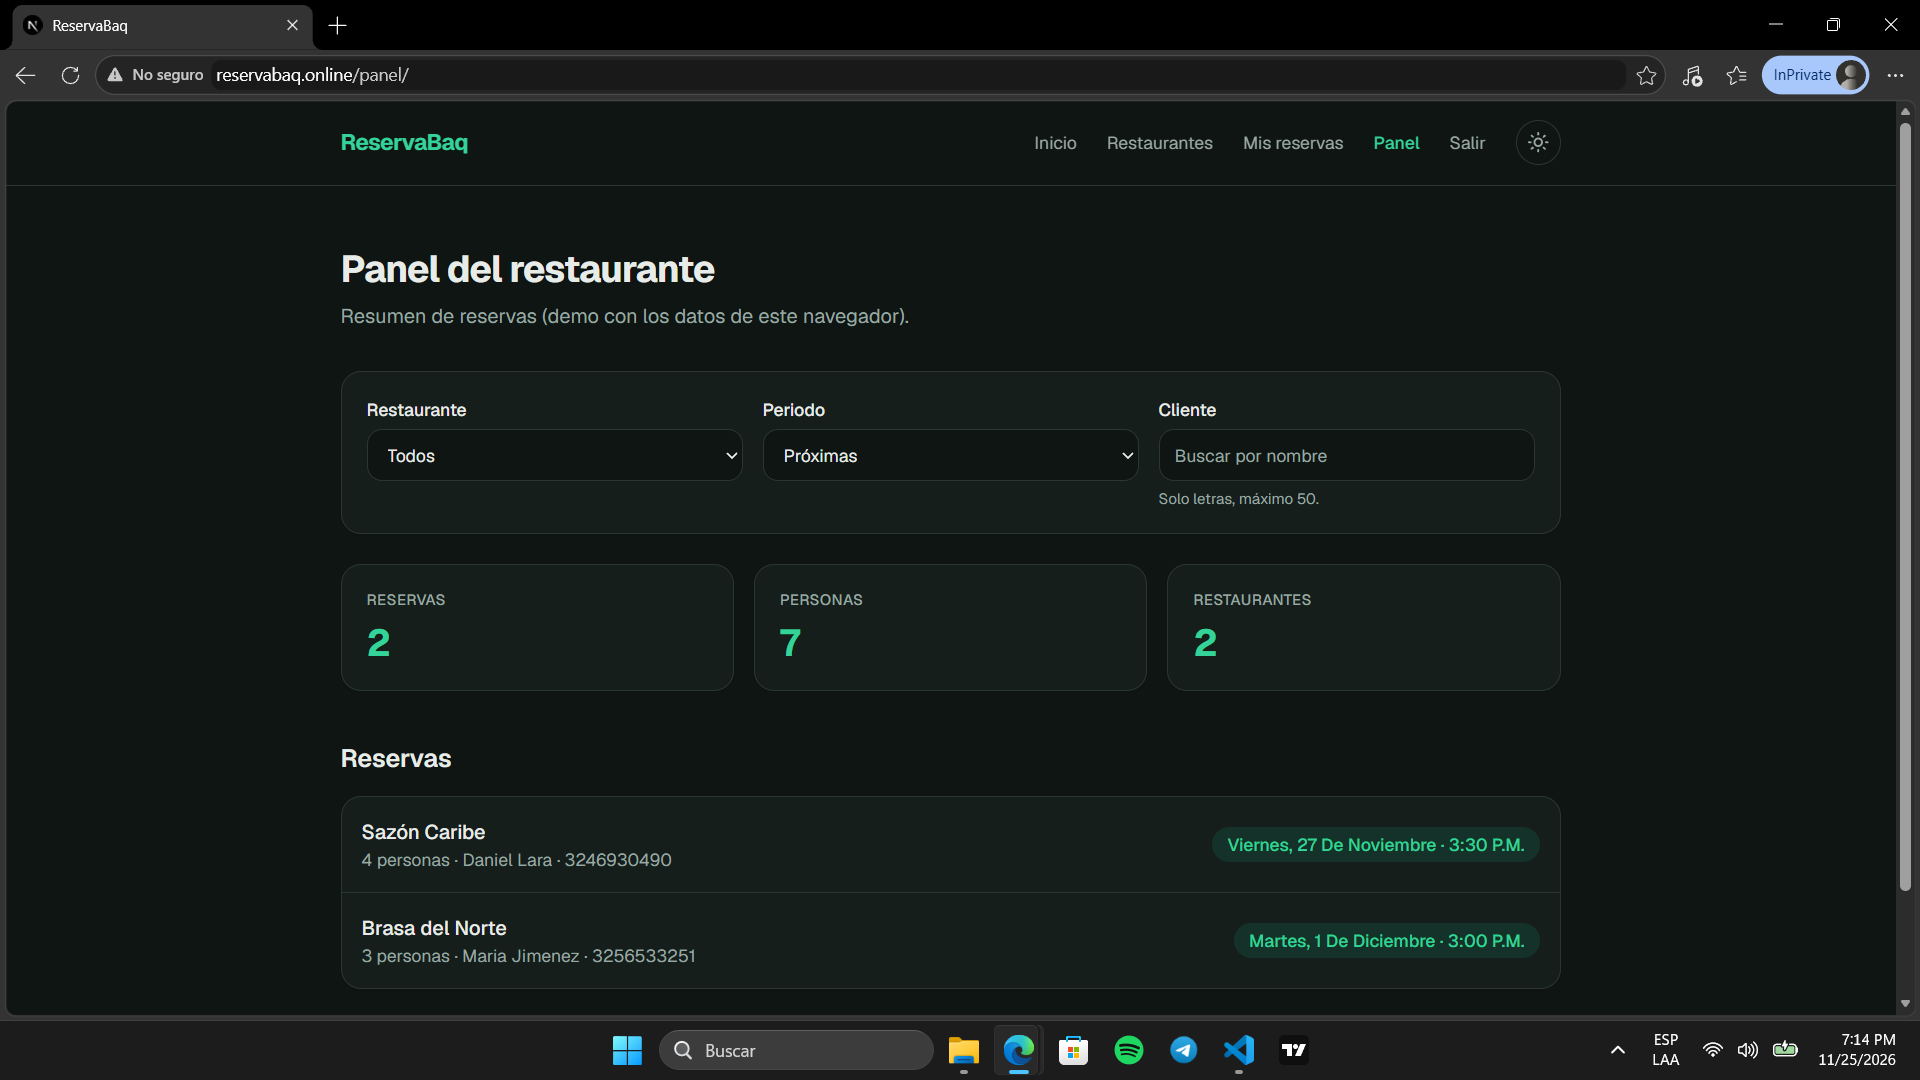 ReservaBaq
No seguro reservabaq.online/panel/
InPrivate
ReservaBaq
Inicio Restaurantes Mis reservas Panel Salir
Panel del restaurante
Resumen de reservas (demo con los datos de este navegador).
Restaurante Periodo Cliente
Todos Próximas Buscar por nombre
Solo letras, máximo 50.
RESERVAS PERSONAS RESTAURANTES
2 7 2
Reservas
Sazón Caribe
4 personas · Daniel Lara · 3246930490
Viernes, 27 De Noviembre · 3:30 P.M.
Brasa del Norte
3 personas · Maria Jimenez · 3256533251
Martes, 1 De Diciembre · 3:00 P.M.
Buscar
ESP
LAA
7:14 PM
11/25/2026